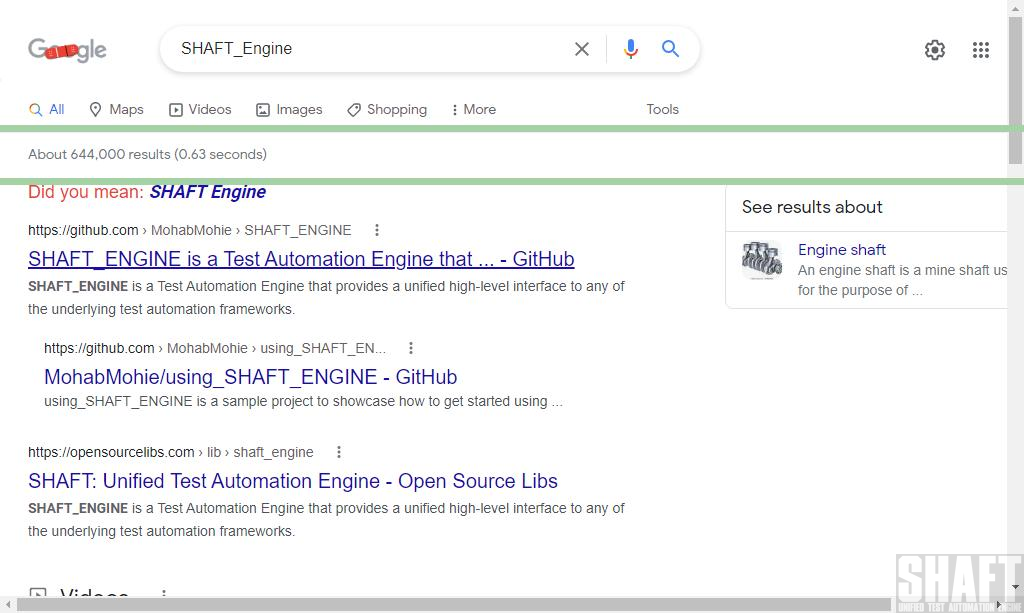 Google
SHAFT_Engine
All Maps Videos Images Shopping More Tools
About 644,000 results (0.63 seconds)
Did you mean: SHAFT Engine
https://github.com › MohabMohie › SHAFT_ENGINE
SHAFT_ENGINE is a Test Automation Engine that ... - GitHub
SHAFT_ENGINE is a Test Automation Engine that provides a unified high-level interface to any of
the underlying test automation frameworks.
https://github.com › MohabMohie › using_SHAFT_EN...
MohabMohie/using_SHAFT_ENGINE - GitHub
using_SHAFT_ENGINE is a sample project to showcase how to get started using ...
https://opensourcelibs.com › lib › shaft_engine
SHAFT: Unified Test Automation Engine - Open Source Libs
SHAFT_ENGINE is a Test Automation Engine that provides a unified high-level interface to any of
the underlying test automation frameworks.
Videos
See results about
Engine shaft
An engine shaft is a mine shaft us
for the purpose of ...
SHAFT
UNIFIED TEST AUTOMATION